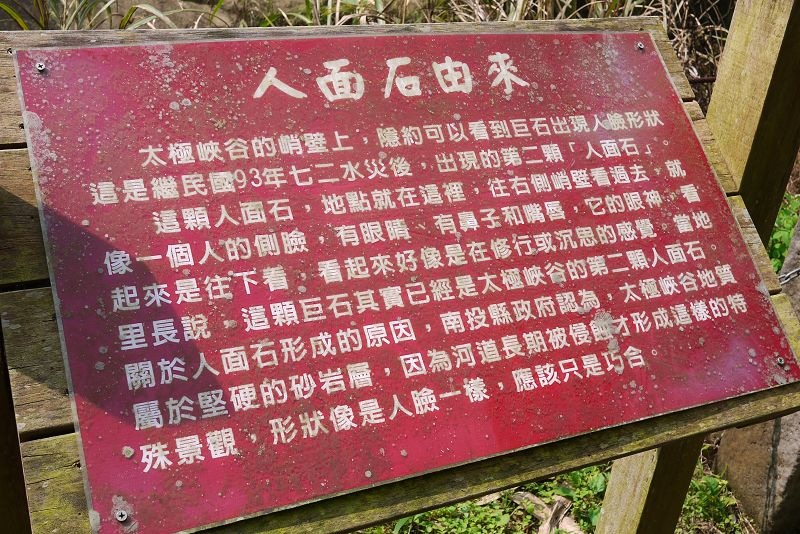 人面石由來
太極峽谷的峭壁上，隱約可以看到巨石出現人臉形狀
這是繼民國93年七二水災後，出現的第二顆「人面石」。
這顆人面石，地點就在這裡，往右側峭壁看過去，就
像一個人的側臉，有眼睛、有鼻子和嘴唇，它的眼神，看
起來是往下看，看起來好像是在修行或沉思的感覺。當地
里長說，這顆巨石其實已經是太極峽谷的第二顆人面石。
關於人面石形成的原因，南投縣政府認為，太極峽谷地質
屬於堅硬的砂岩層，因為河道長期被侵蝕才形成這樣的特
殊景觀，形狀像是人臉一樣，應該只是巧合。